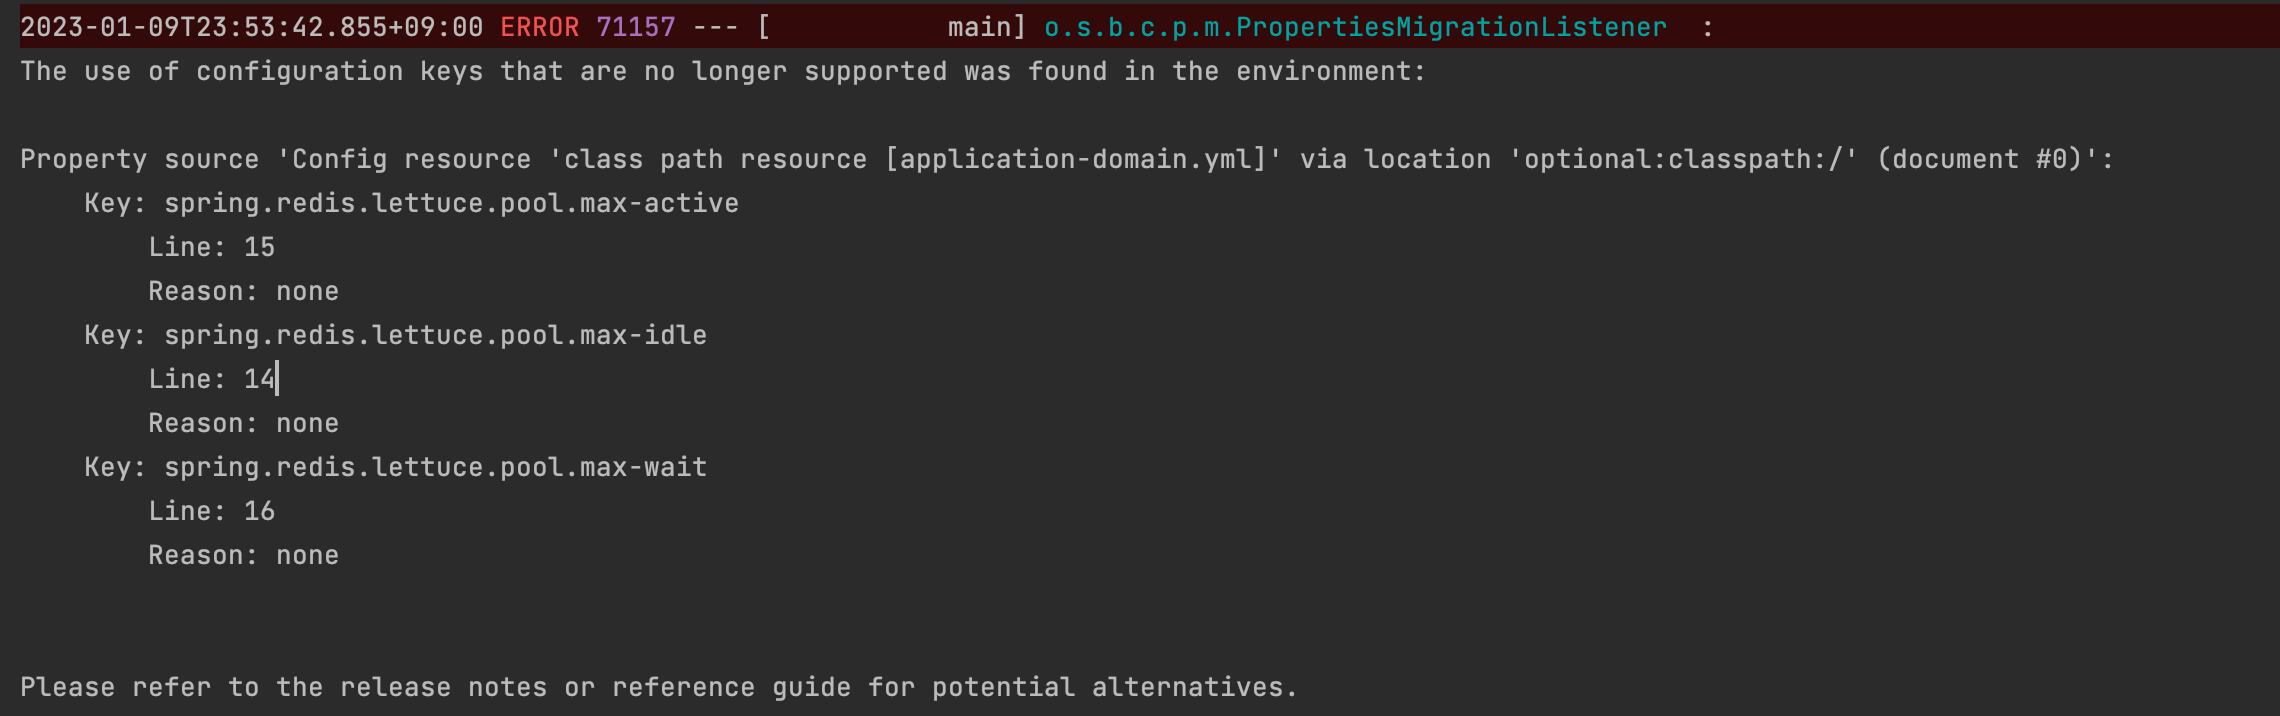 2023-01-09T23:53:42.855+09:00 ERROR 71157 --- [           main] o.s.b.c.p.m.PropertiesMigrationListener  :
The use of configuration keys that are no longer supported was found in the environment:
Property source 'Config resource 'class path resource [application-domain.yml]' via location 'optional:classpath:/' (document #0)':
    Key: spring.redis.lettuce.pool.max-active
        Line: 15
        Reason: none
    Key: spring.redis.lettuce.pool.max-idle
        Line: 14
        Reason: none
    Key: spring.redis.lettuce.pool.max-wait
        Line: 16
        Reason: none
Please refer to the release notes or reference guide for potential alternatives.